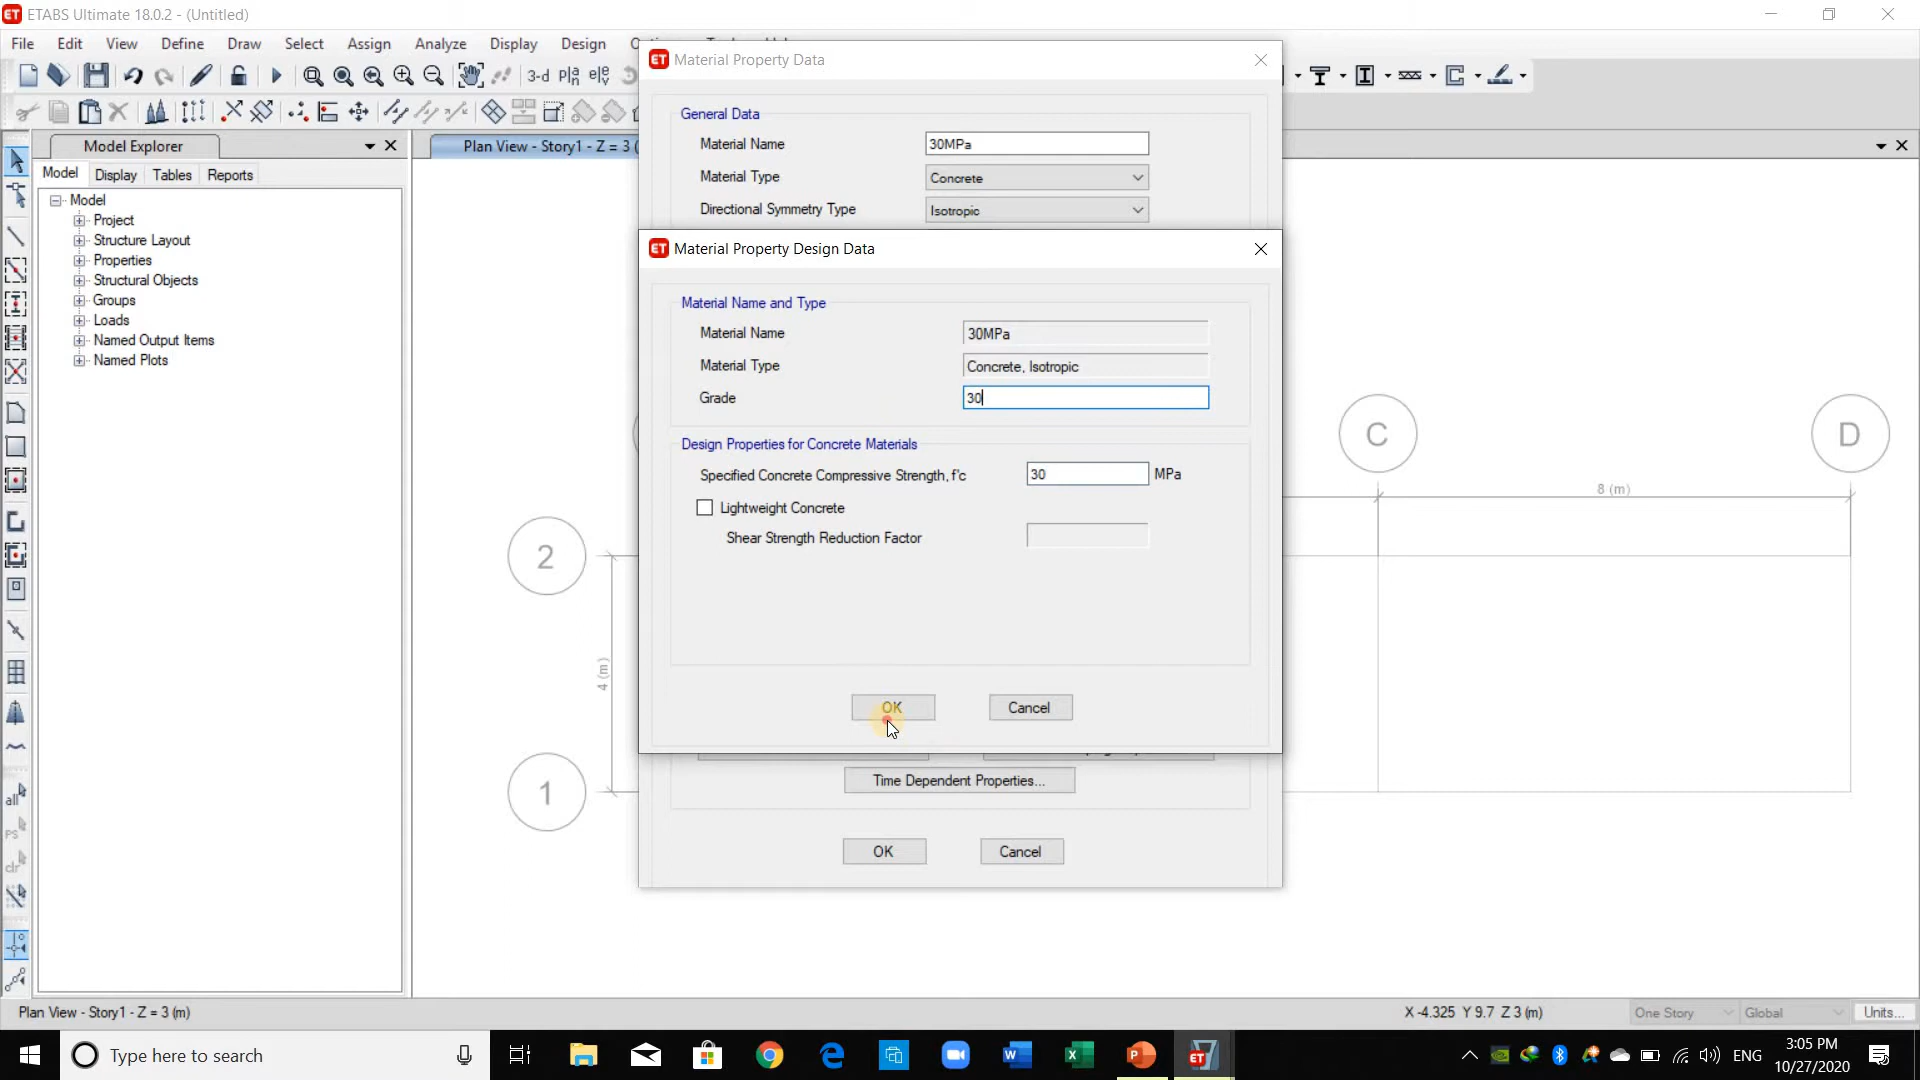 ET ETABS Ultimate 18.0.2 - (Untitled)
File Edit View Define Draw Select Assign Analyze Display Design
3-d
Model Explorer
Model Display Tables Reports
Model
Project
Structure Layout
Properties
Structural Objects
Groups
Loads
Named Output Items
Named Plots
Plan View - Story1 - Z = 3 (
ET Material Property Data
General Data
Material Name 30MPa
Material Type Concrete
Directional Symmetry Type Isotropic
ET Material Property Design Data
Material Name and Type
Material Name 30MPa
Material Type Concrete, Isotropic
Grade 30
Design Properties for Concrete Materials
Specified Concrete Compressive Strength, f'c 30 MPa
Lightweight Concrete
Shear Strength Reduction Factor
OK Cancel
Time Dependent Properties...
OK Cancel
C
D
8 (m)
2
4 (m)
1
all
PS
clr
Plan View - Story1 - Z = 3 (m)
X -4.325 Y 9.7 Z 3 (m)
One Story Global Units...
Type here to search
ENG
3:05 PM
10/27/2020